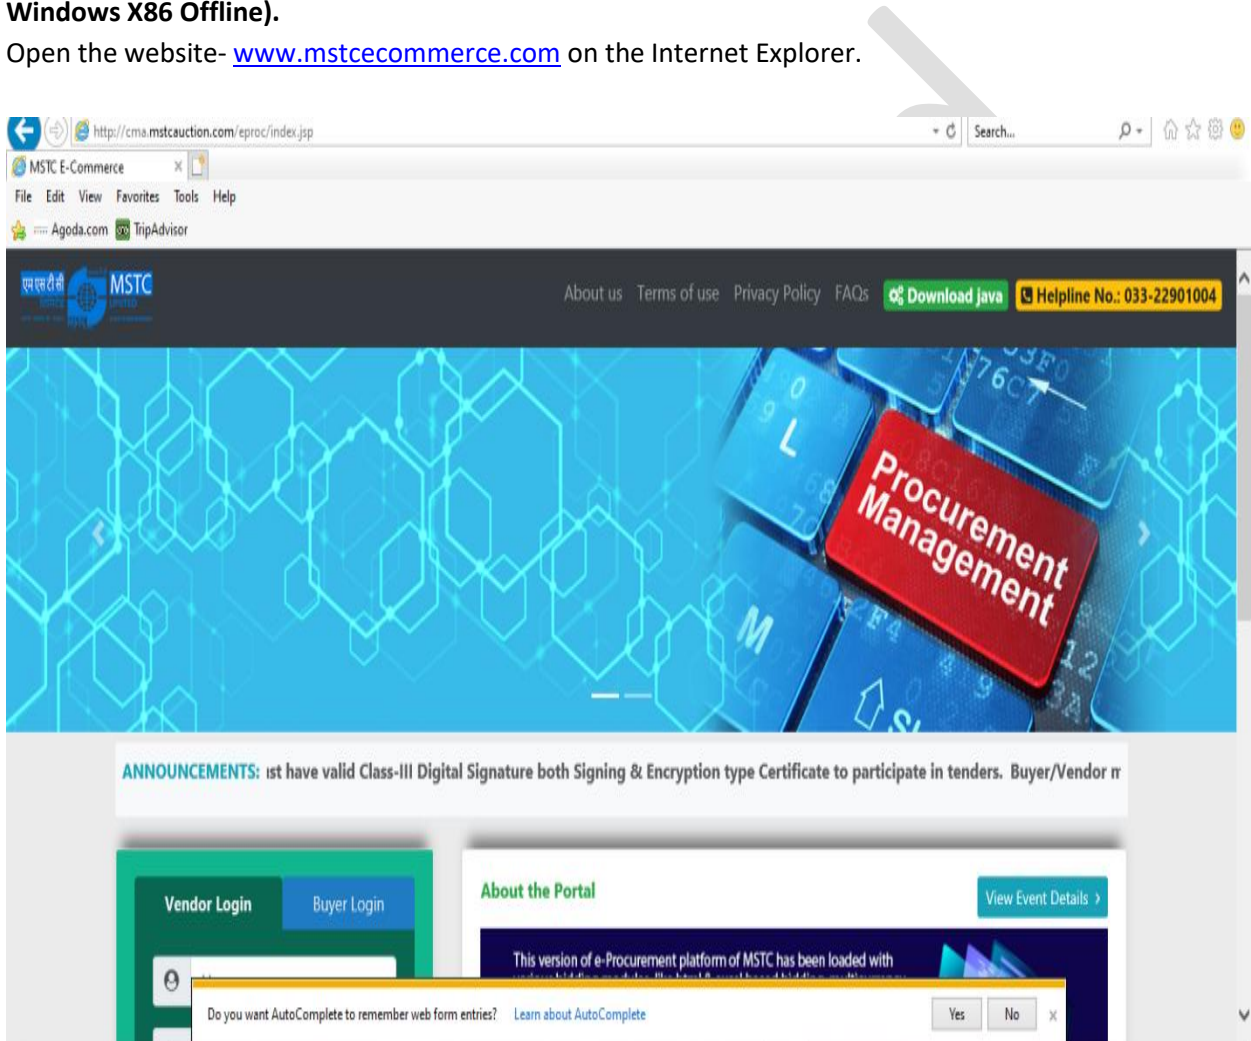 Windows X86 Offline).
Open the website- www.mstcecommerce.com on the Internet Explorer.
http://cma.mstcauction.com/eproc/index.jsp
Search...
MSTC E-Commerce
File Edit View Favorites Tools Help
Agoda.com TripAdvisor
एम एस टी सी MSTC
About us Terms of use Privacy Policy FAQs Download java Helpline No.: 033-22901004
L
M
Procurement
Management
ANNOUNCEMENTS: ıst have valid Class-III Digital Signature both Signing & Encryption type Certificate to participate in tenders. Buyer/Vendor m
Vendor Login Buyer Login
About the Portal
View Event Details
This version of e-Procurement platform of MSTC has been loaded with
Do you want AutoComplete to remember web form entries? Learn about AutoComplete Yes No